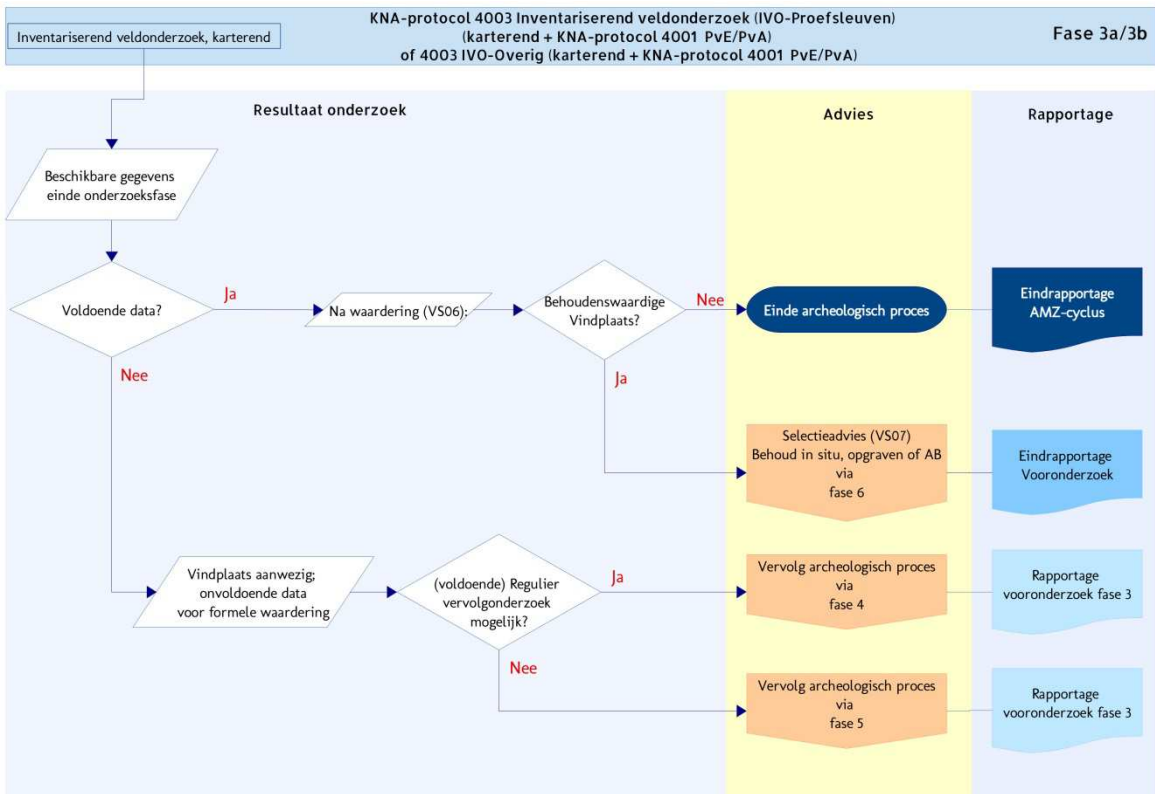 Inventariserend veldonderzoek, karterend
KNA-protocol 4003 Inventariserend veldonderzoek (IVO-Proefsleuven)
(karterend + KNA-protocol 4001 PvE/PvA)
of 4003 IVO-Overig (karterend + KNA-protocol 4001 PvE/PvA)
Fase 3a/3b
Resultaat onderzoek
Advies
Rapportage
Beschikbare gegevens
einde onderzoeksfase
Voldoende data?
Ja
Na waardering (VS06):
Behoudenswaardige
Vindplaats?
Nee
Einde archeologisch proces
Eindrapportage
AMZ-cyclus
Nee
Ja
Selectieadvies (VS07)
Behoud in situ, opgraven of AB
via
fase 6
Eindrapportage
Vooronderzoek
Vindplaats aanwezig;
onvoldoende data
voor formele waardering
(voldoende) Regulier
vervolgonderzoek
mogelijk?
Ja
Vervolg archeologisch proces
via
fase 4
Rapportage
vooronderzoek fase 3
Nee
Vervolg archeologisch proces
via
fase 5
Rapportage
vooronderzoek fase 3